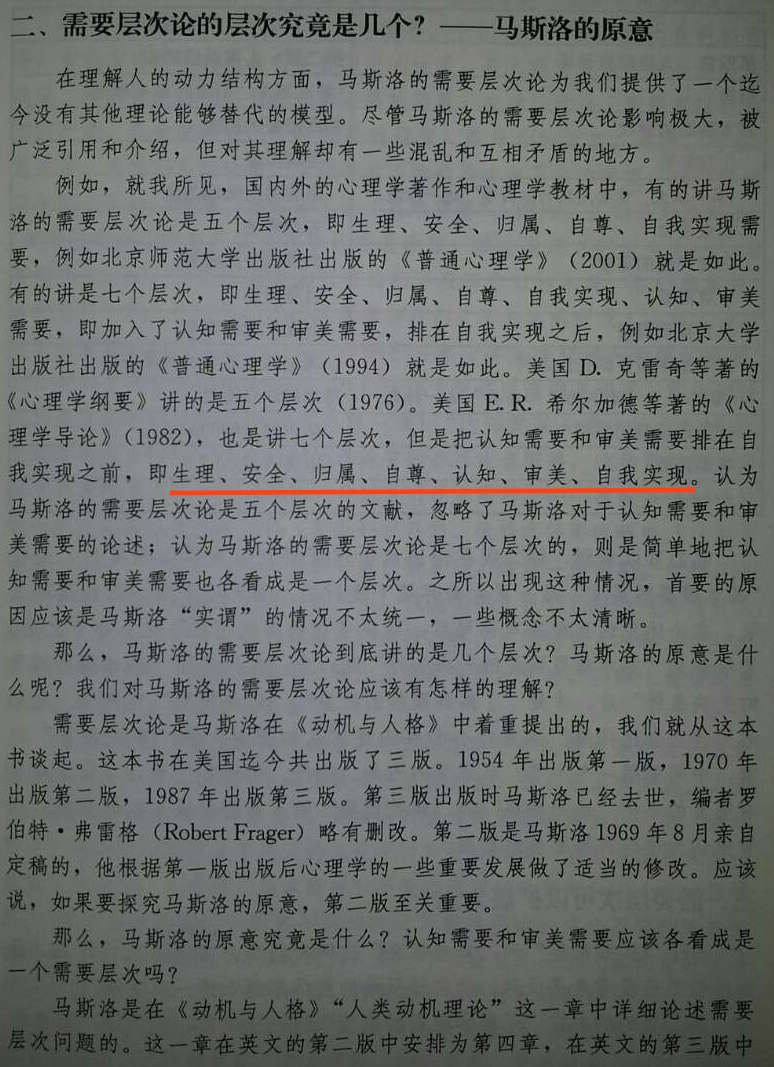 二、需要层次论的层次究竟是几个？——马斯洛的原意
在理解人的动力结构方面，马斯洛的需要层次论为我们提供了一个迄
今没有其他理论能够替代的模型。尽管马斯洛的需要层次论影响极大，被
广泛引用和介绍，但对其理解却有一些混乱和互相矛盾的地方。
例如，就我所见，国内外的心理学著作和心理学教材中，有的讲马斯
洛的需要层次论是五个层次，即生理、安全、归属、自尊、自我实现需
要，例如北京师范大学出版社出版的《普通心理学》（2001）就是如此。
有的讲是七个层次，即生理、安全、归属、自尊、自我实现、认知、审美
需要，即加入了认知需要和审美需要，排在自我实现之后，例如北京大学
出版社出版的《普通心理学》（1994）就是如此。美国 D. 克雷奇等著的
《心理学纲要》讲的是五个层次（1976）。美国 E. R. 希尔加德等著的《心
理学导论》（1982），也是讲七个层次，但是把认知需要和审美需要排在自
我实现之前，即生理、安全、归属、自尊、认知、审美、自我实现。认为
马斯洛的需要层次论是五个层次的文献，忽略了马斯洛对于认知需要和审
美需要的论述；认为马斯洛的需要层次论是七个层次的，则是简单地把认
知需要和审美需要也各看成是一个层次。之所以出现这种情况，首要的原
因应该是马斯洛“实谓”的情况不太统一，一些概念不太清晰。
那么，马斯洛的需要层次论到底讲的是几个层次？马斯洛的原意是什
么呢？我们对马斯洛的需要层次论应该有怎样的理解？
需要层次论是马斯洛在《动机与人格》中着重提出的，我们就从这本
书谈起。这本书在美国迄今共出版了三版。1954 年出版第一版，1970 年
出版第二版，1987 年出版第三版。第三版出版时马斯洛已经去世，编者罗
伯特·弗雷格（Robert Frager）略有删改。第二版是马斯洛 1969 年 8 月亲自
定稿的，他根据第一版出版后心理学的一些重要发展做了适当的修改。应该
说，如果要探究马斯洛的原意，第二版至关重要。
那么，马斯洛的原意究竟是什么？认知需要和审美需要应该各看成是
一个需要层次吗？
马斯洛是在《动机与人格》“人类动机理论”这一章中详细论述需要
层次问题的。这一章在英文的第二版中安排为第四章，在英文的第三版中